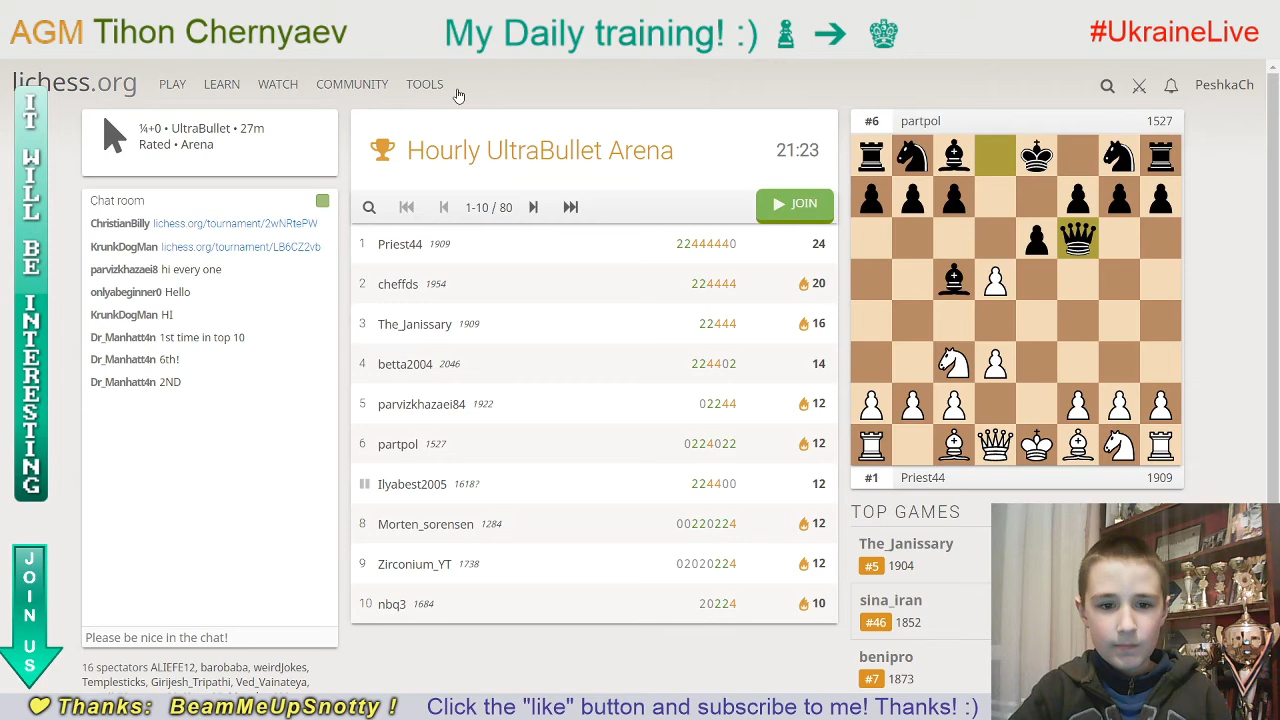 AGM Tihon Chernyaev
My Daily training! :)
#UkraineLive
lichess.org
PLAY LEARN WATCH COMMUNITY TOOLS
PeshkaCh
IT WILL BE INTERESTING
JOIN US
¼+0 • UltraBullet • 27m
Rated • Arena
Chat room
ChristianBilly lichess.org/tournament/2wNRtePW
KrunkDogMan lichess.org/tournament/LB6CZ2vb
parvizkhazaei8 hi every one
onlyabeginner0 Hello
KrunkDogMan HI
Dr_Manhatt4n 1st time in top 10
Dr_Manhatt4n 6th!
Dr_Manhatt4n 2ND
Please be nice in the chat!
16 spectators ALIEFE12, barobaba, weirdJokes,
Templesticks, Girijesh_Tripathi, Ved_Vainateya,
Hourly UltraBullet Arena 21:23
1-10 / 80
JOIN
1 Priest44 1909 22444440 24
2 cheffds 1954 224444 20
3 The_Janissary 1909 22444 16
4 betta2004 2046 224402 14
5 parvizkhazaei84 1922 02244 12
6 partpol 1527 0224022 12
Ilyabest2005 1618? 224400 12
8 Morten_sorensen 1284 00220224 12
9 Zirconium_YT 1738 02020224 12
10 nbq3 1684 20224 10
#6 partpol 1527
#1 Priest44 1909
TOP GAMES
The_Janissary
#5 1904
sina_iran
#46 1852
benipro
#7 1873
Thanks: BeamMeUpSnotty !
Click the "like" button and subscribe to me! Thanks! :)